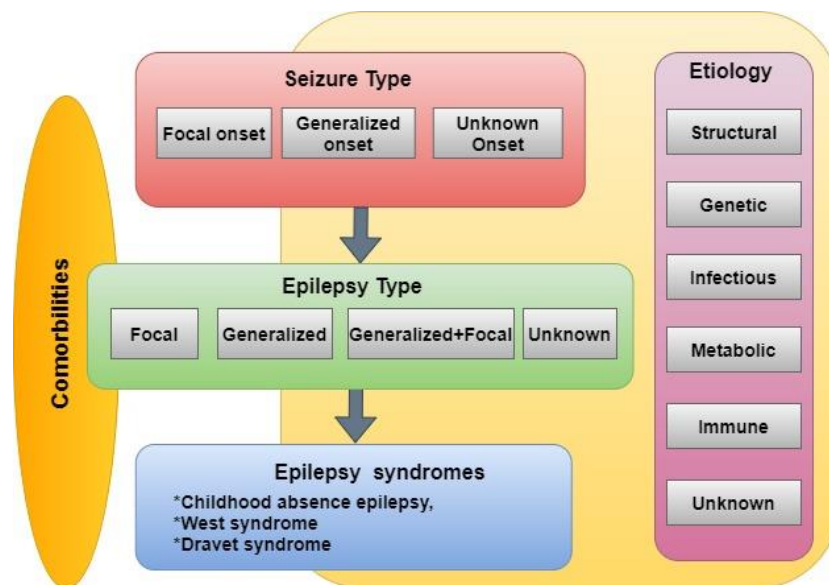 Seizure Type
Focal onset
Generalized
onset
Unknown
Onset
Etiology
Structural
Genetic
Infectious
Metabolic
Immune
Unknown
Comorbilities
Epilepsy Type
Focal
Generalized
Generalized+Focal
Unknown
Epilepsy syndromes
*Childhood absence epilepsy,
*West syndrome
*Dravet syndrome